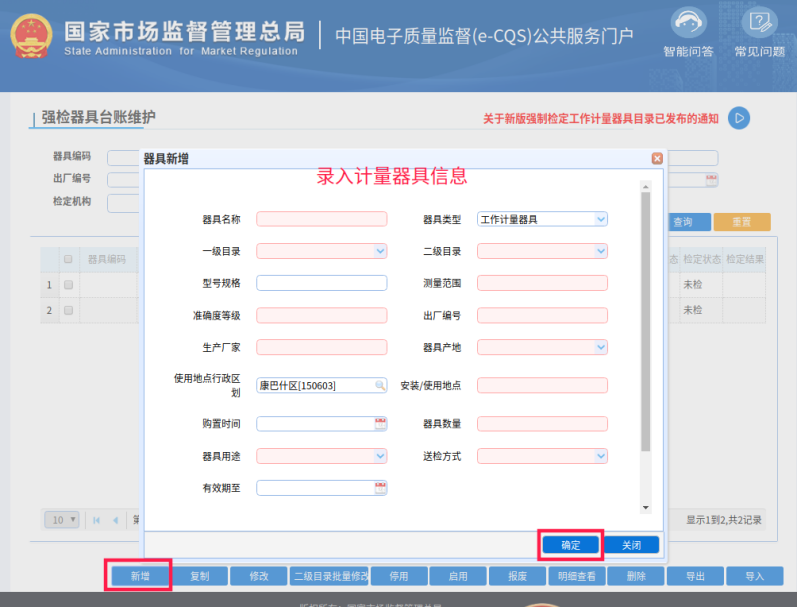 国家市场监督管理总局
State Administration for Market Regulation
中国电子质量监督(e-CQS)公共服务门户
智能问答
常见问题
强检器具台账维护
关于新版强制检定工作计量器具目录已发布的通知
器具编码
出厂编号
检定机构
查询
重置
器具编码
态
检定状态
检定结果
1
未检
2
未检
器具新增
录入计量器具信息
器具名称
器具类型
工作计量器具
一级目录
二级目录
型号规格
测量范围
准确度等级
出厂编号
生产厂家
器具产地
使用地点行政区
划
康巴什区[150603]
安装/使用地点
购置时间
器具数量
器具用途
送检方式
有效期至
确定
关闭
10
第
显示1到2,共2记录
新增
复制
修改
二级目录批量修改
停用
启用
报废
明细查看
删除
导出
导入